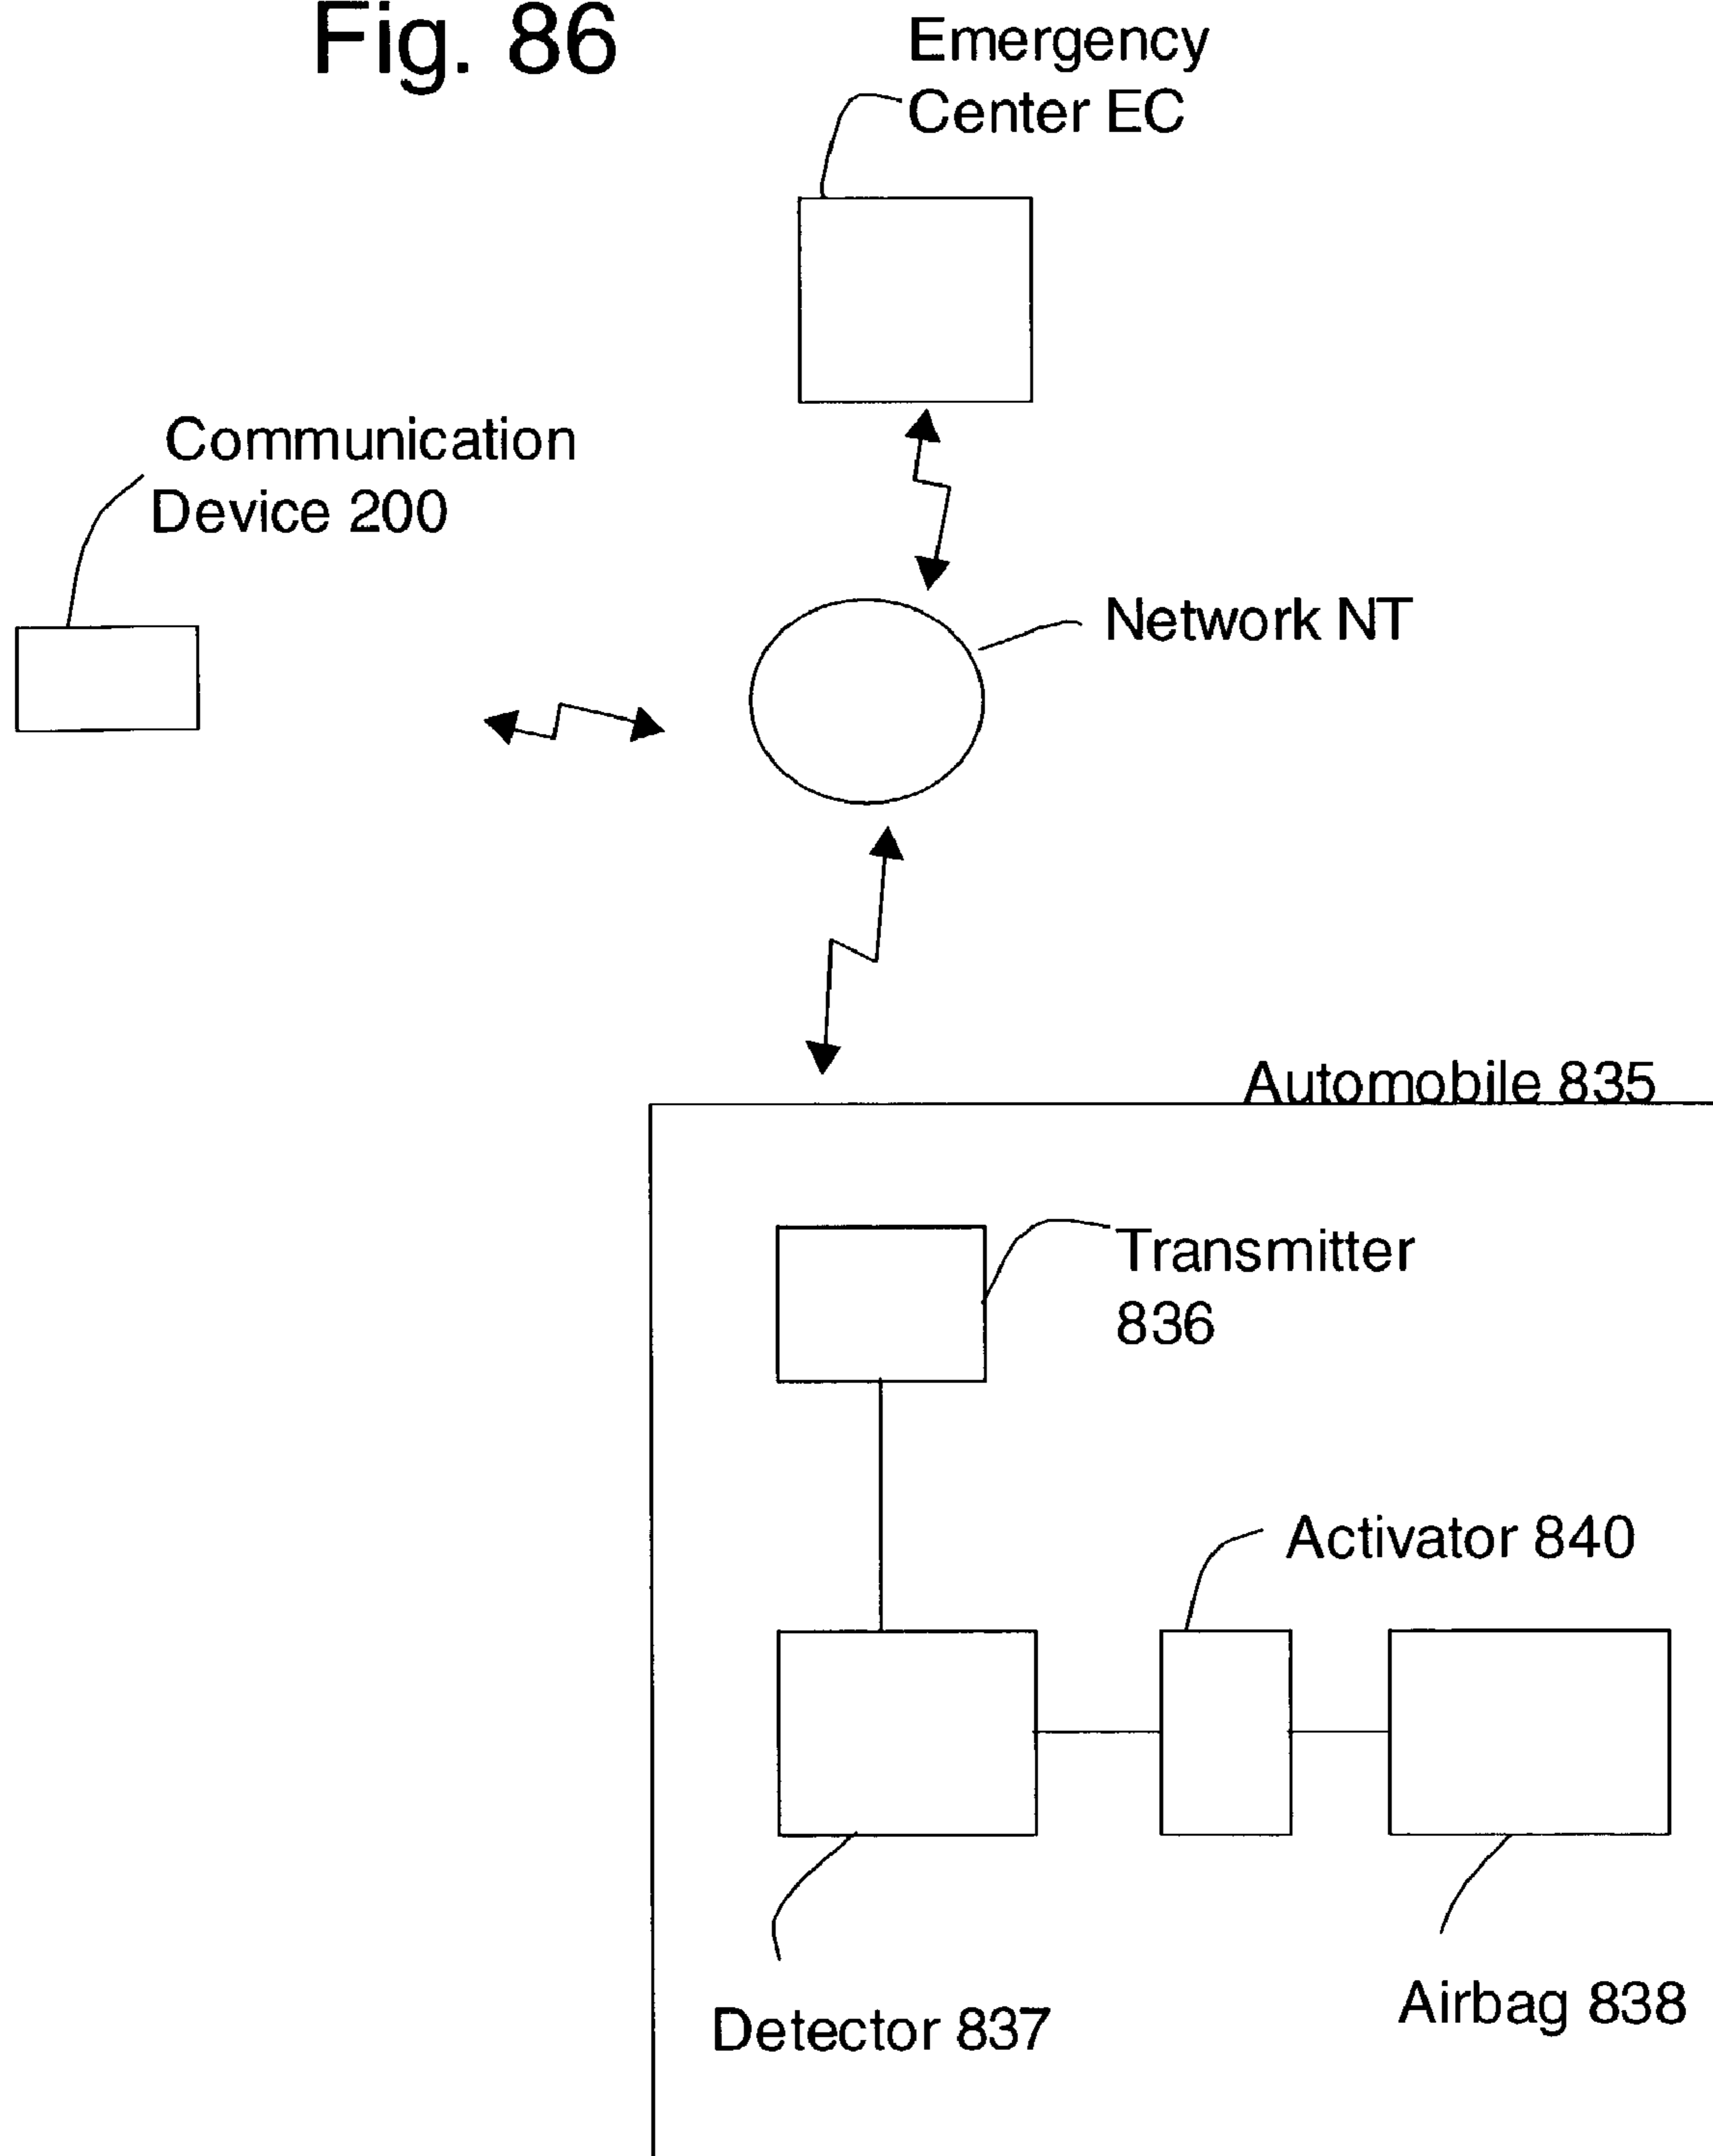 Fig. 86
Emergency
Center EC
Communication
Device 200
Network NT
Automobile 835
Transmitter
836
Activator 840
Airbag 838
Detector 837